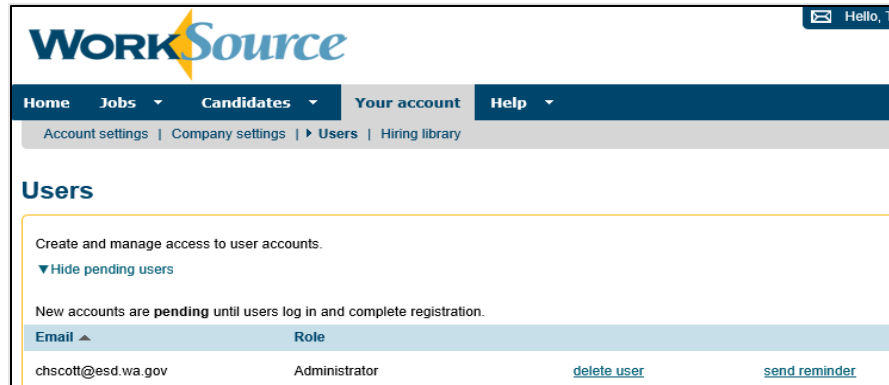 WorkSource
Hello,
Home Jobs Candidates Your account Help
Account settings | Company settings | Users | Hiring library
Users
Create and manage access to user accounts.
Hide pending users
New accounts are pending until users log in and complete registration.
Email Role
chscott@esd.wa.gov Administrator delete user send reminder